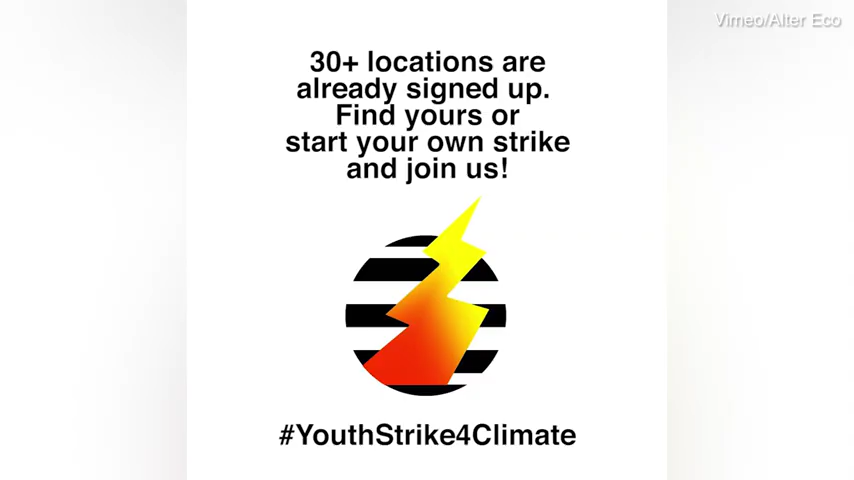 Vimeo/Alter Eco
30+ locations are
already signed up.
Find yours or
start your own strike
and join us!
#YouthStrike4Climate